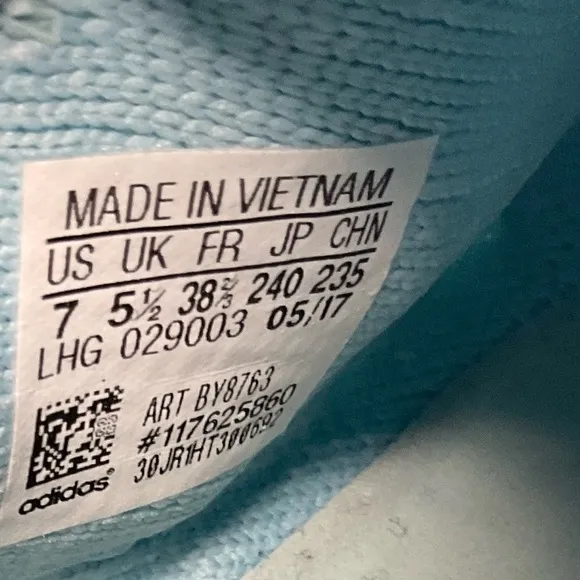 MADE IN VIETNAM
US UK FR JP CHN
7 5½ 38⅔ 240 235
LHG 029003 05/17
ART BY8763
#117625860
30JR1HT300692
adidas®